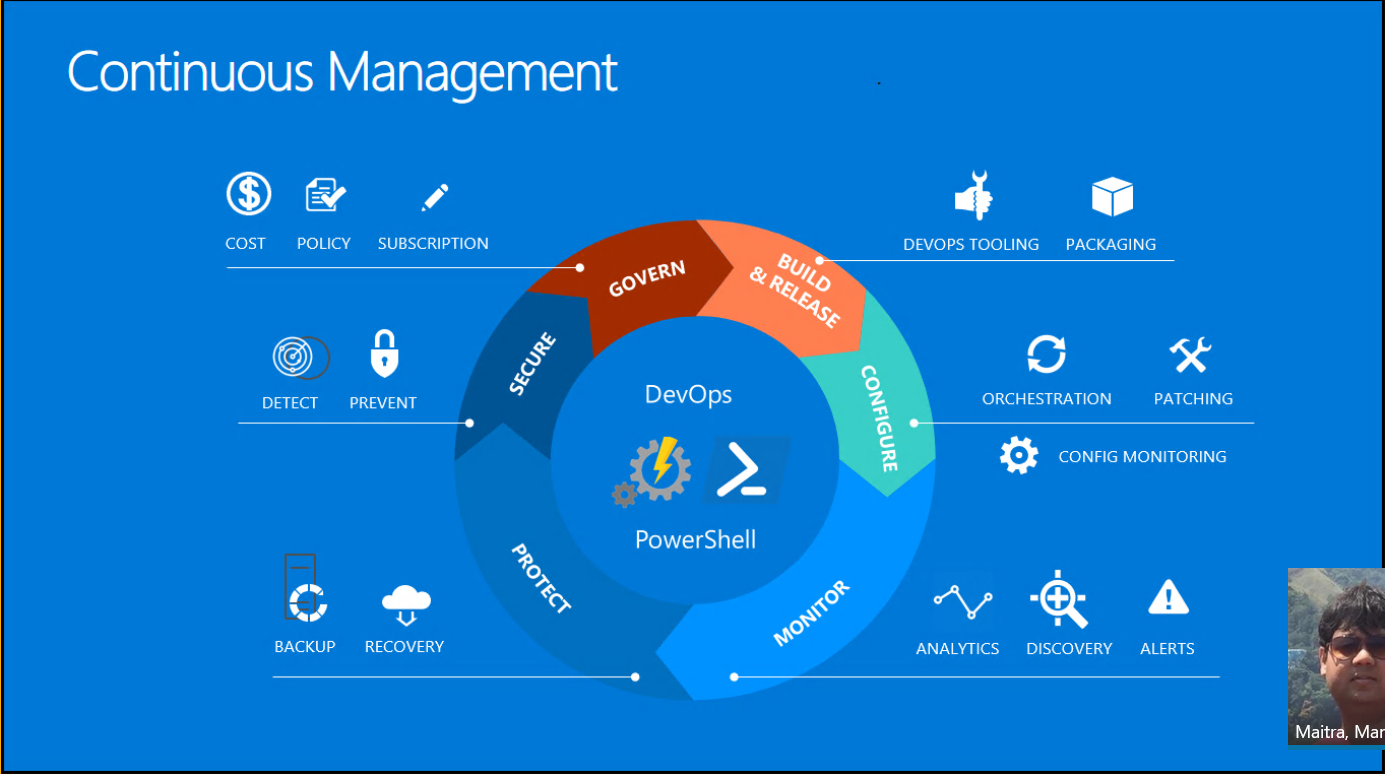 Continuous Management
COST POLICY SUBSCRIPTION
DEVOPS TOOLING PACKAGING
GOVERN
BUILD
& RELEASE
SECURE
CONFIGURE
DETECT PREVENT
ORCHESTRATION PATCHING
CONFIG MONITORING
DevOps
PowerShell
PROTECT
MONITOR
BACKUP RECOVERY
ANALYTICS DISCOVERY ALERTS
Maitra, Mar